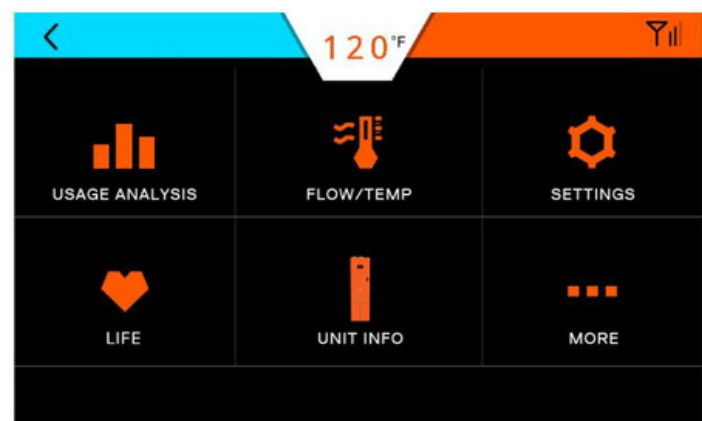 120°F
USAGE ANALYSIS
FLOW/TEMP
SETTINGS
LIFE
UNIT INFO
MORE